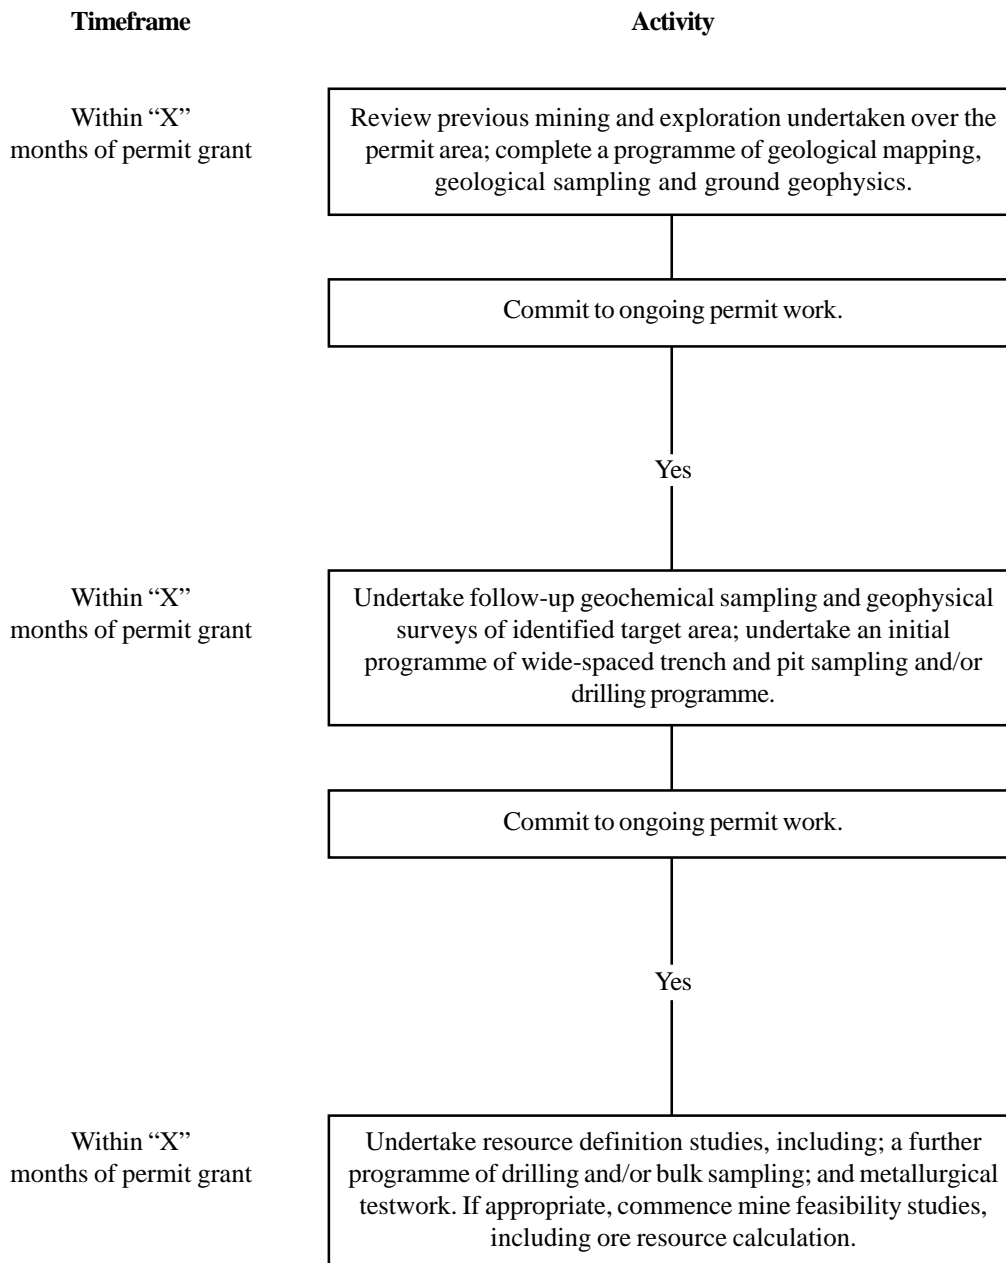 Timeframe
Activity
Within “X”
months of permit grant
Review previous mining and exploration undertaken over the
permit area; complete a programme of geological mapping,
geological sampling and ground geophysics.
Commit to ongoing permit work.
Yes
Within “X”
months of permit grant
Undertake follow-up geochemical sampling and geophysical
surveys of identified target area; undertake an initial
programme of wide-spaced trench and pit sampling and/or
drilling programme.
Commit to ongoing permit work.
Yes
Within “X”
months of permit grant
Undertake resource definition studies, including; a further
programme of drilling and/or bulk sampling; and metallurgical
testwork. If appropriate, commence mine feasibility studies,
including ore resource calculation.